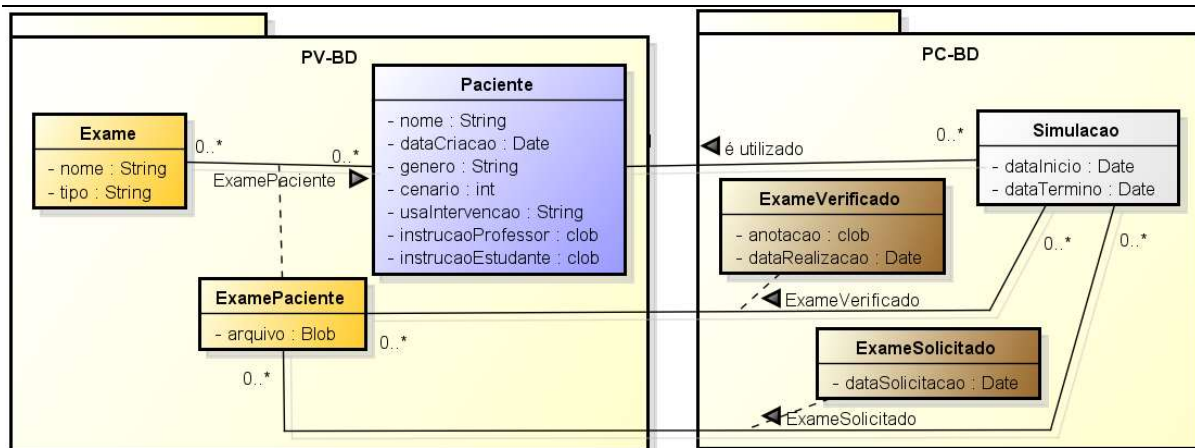 PV-BD
Exame
- nome : String
- tipo : String
0..*
0..*
ExamePaciente
Paciente
- nome : String
- dataCriacao : Date
- genero : String
- cenario : int
- usaIntervencao : String
- instrucaoProfessor : clob
- instrucaoEstudante : clob
ExamePaciente
- arquivo : Blob
0..*
0..*
PC-BD
é utilizado
0..*
Simulacao
- dataInicio : Date
- dataTermino : Date
ExameVerificado
- anotacao : clob
- dataRealizacao : Date
0..*
0..*
ExameVerificado
ExameSolicitado
- dataSolicitacao : Date
ExameSolicitado